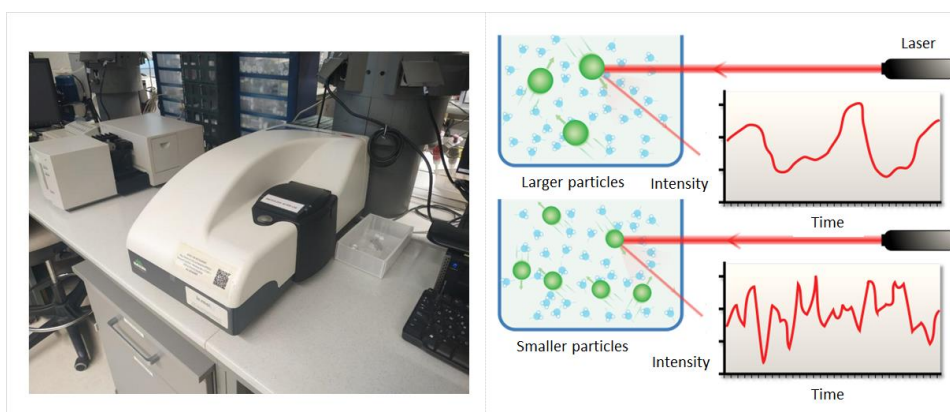 Laser
Larger particles
Intensity
Time
Smaller particles
Intensity
Time